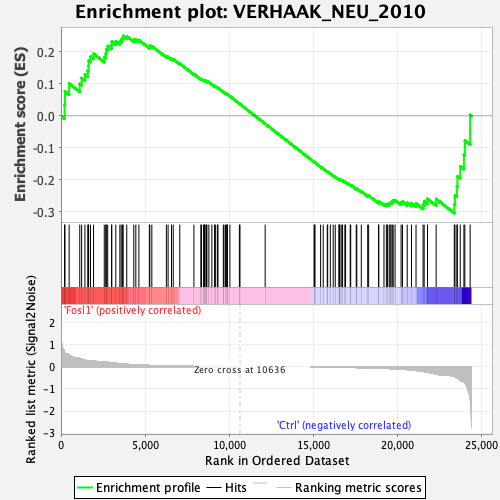 Enrichment plot: VERHAAK_NEU_2010
Enrichment score (ES)
0.2
0.1
0.0
-0.1
-0.2
-0.3
'Fosl1' (positively correlated)
Ranked list metric (Signal2Noise)
2
1
0
-1
-2
-3
Zero cross at 10636
'Ctrl' (negatively correlated)
0
5,000
10,000
15,000
20,000
25,000
Rank in Ordered Dataset
Enrichment profile
Hits
Ranking metric scores